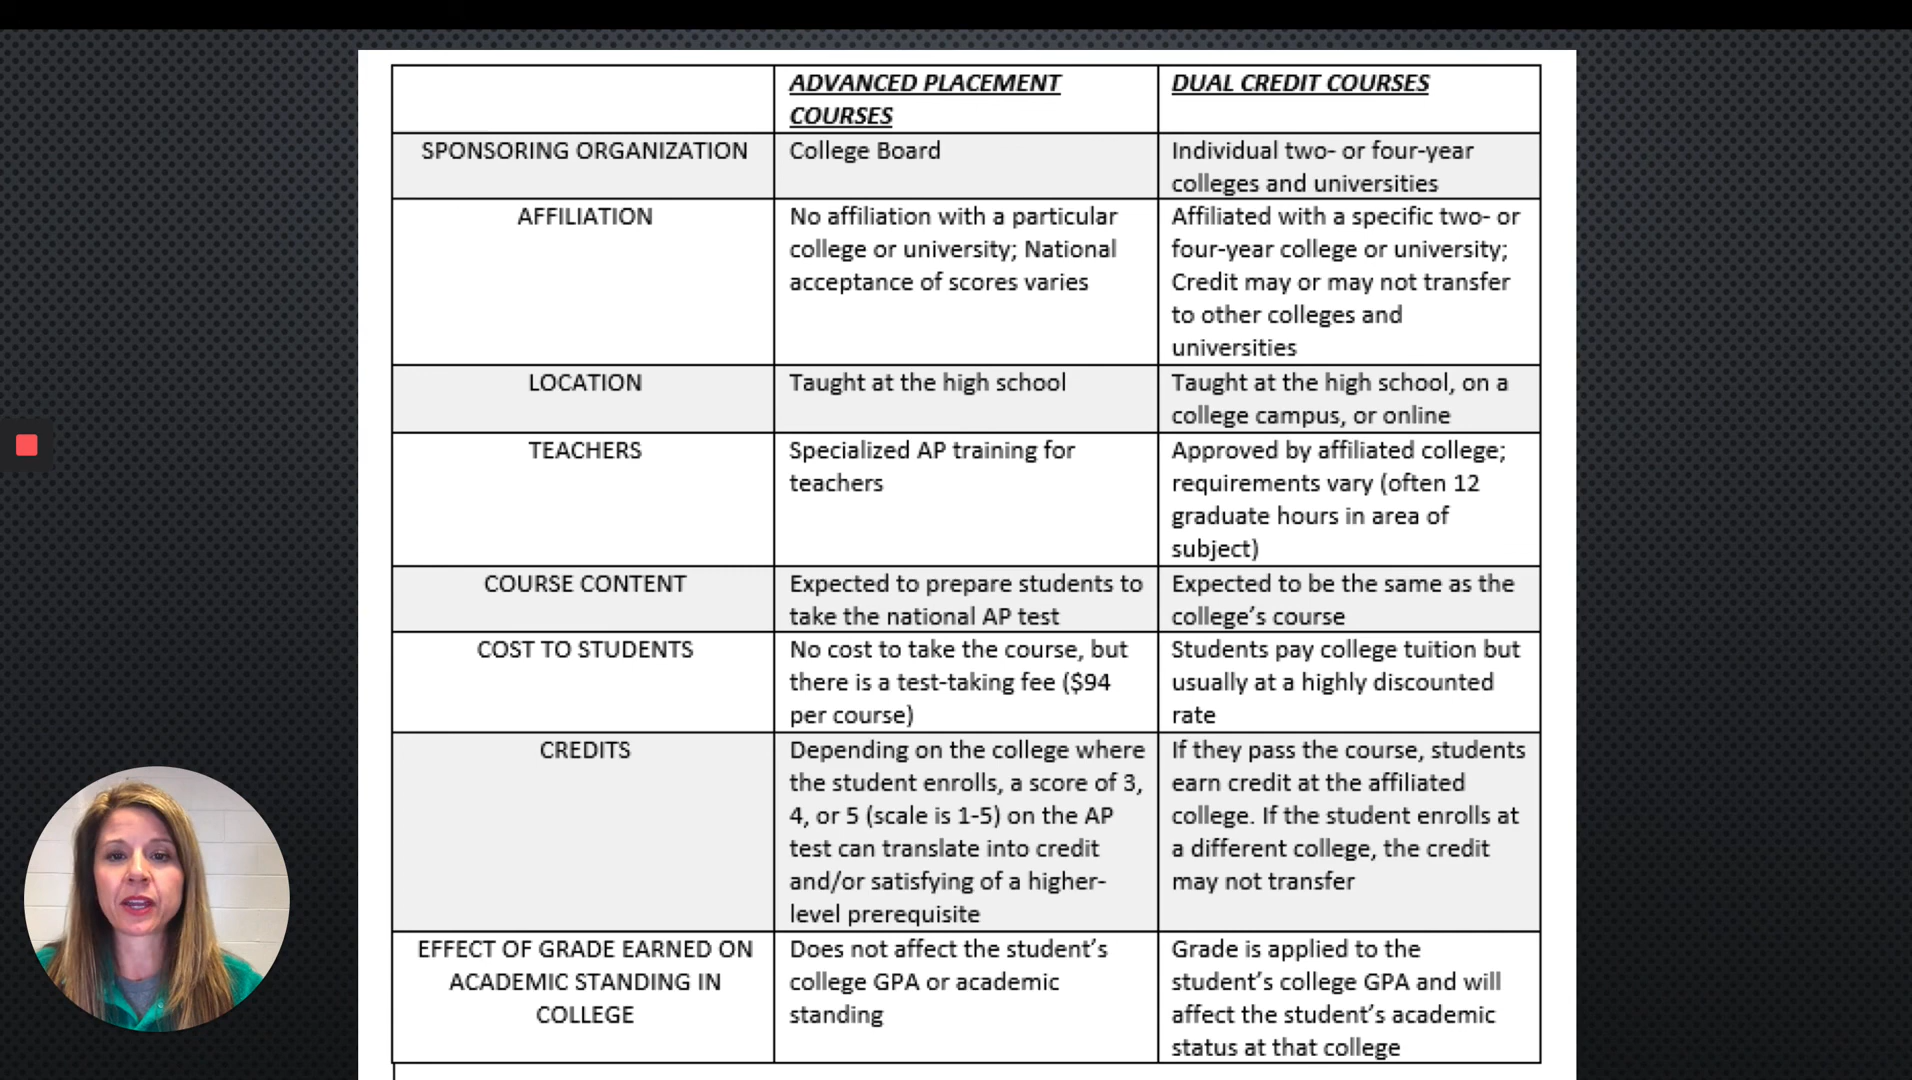 ADVANCED PLACEMENT
COURSES
DUAL CREDIT COURSES
SPONSORING ORGANIZATION
College Board
Individual two- or four-year
colleges and universities
AFFILIATION
No affiliation with a particular
college or university; National
acceptance of scores varies
Affiliated with a specific two- or
four-year college or university;
Credit may or may not transfer
to other colleges and
universities
LOCATION
Taught at the high school
Taught at the high school, on a
college campus, or online
TEACHERS
Specialized AP training for
teachers
Approved by affiliated college;
requirements vary (often 12
graduate hours in area of
subject)
COURSE CONTENT
Expected to prepare students to
take the national AP test
Expected to be the same as the
college's course
COST TO STUDENTS
No cost to take the course, but
there is a test-taking fee ($94
per course)
Students pay college tuition but
usually at a highly discounted
rate
CREDITS
Depending on the college where
the student enrolls, a score of 3,
4, or 5 (scale is 1-5) on the AP
test can translate into credit
and/or satisfying of a higher-
level prerequisite
If they pass the course, students
earn credit at the affiliated
college. If the student enrolls at
a different college, the credit
may not transfer
EFFECT OF GRADE EARNED ON
ACADEMIC STANDING IN
COLLEGE
Does not affect the student's
college GPA or academic
standing
Grade is applied to the
student's college GPA and will
affect the student's academic
status at that college